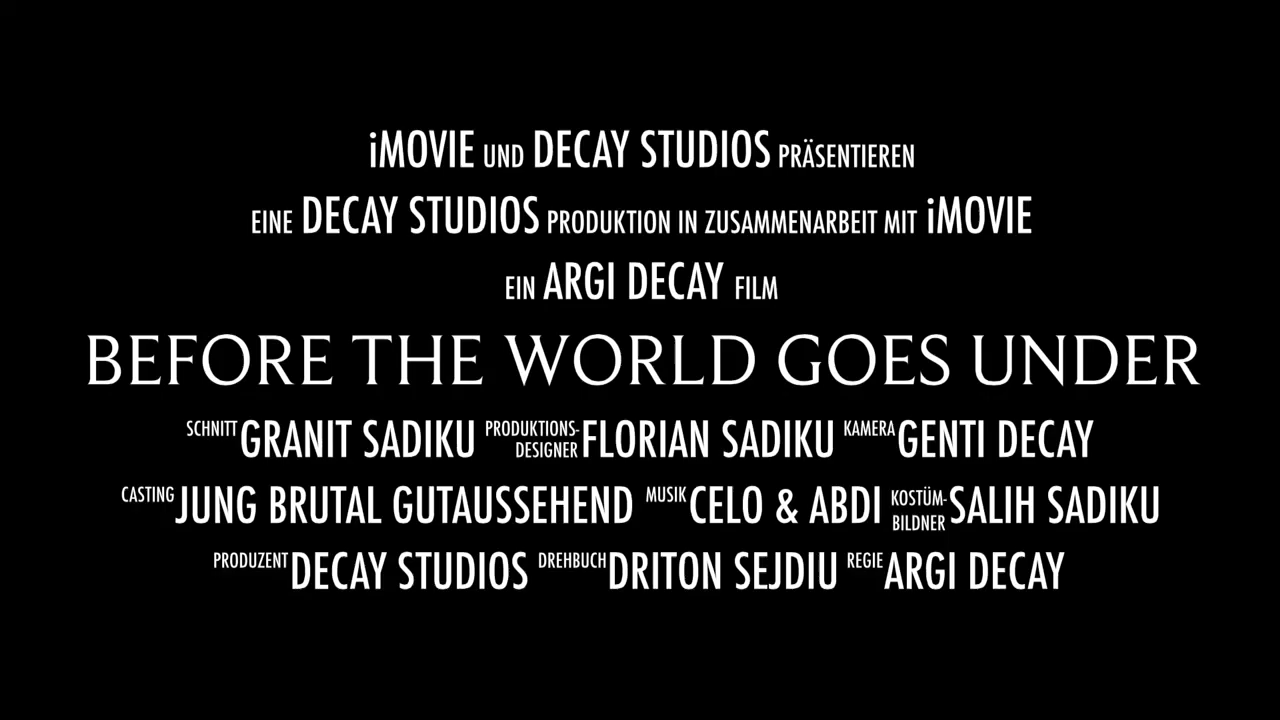 iMOVIE UND DECAY STUDIOS PRÄSENTIEREN
EINE DECAY STUDIOS PRODUKTION IN ZUSAMMENARBEIT MIT iMOVIE
EIN ARGI DECAY FILM
BEFORE THE WORLD GOES UNDER
SCHNITT GRANIT SADIKU PRODUKTIONS-DESIGNER FLORIAN SADIKU KAMERA GENTI DECAY
CASTING JUNG BRUTAL GUTAUSSEHEND MUSIK CELO & ABDI KOSTÜM-BILDNER SALIH SADIKU
PRODUZENT DECAY STUDIOS DREHBUCH DRITON SEJDIU REGIE ARGI DECAY